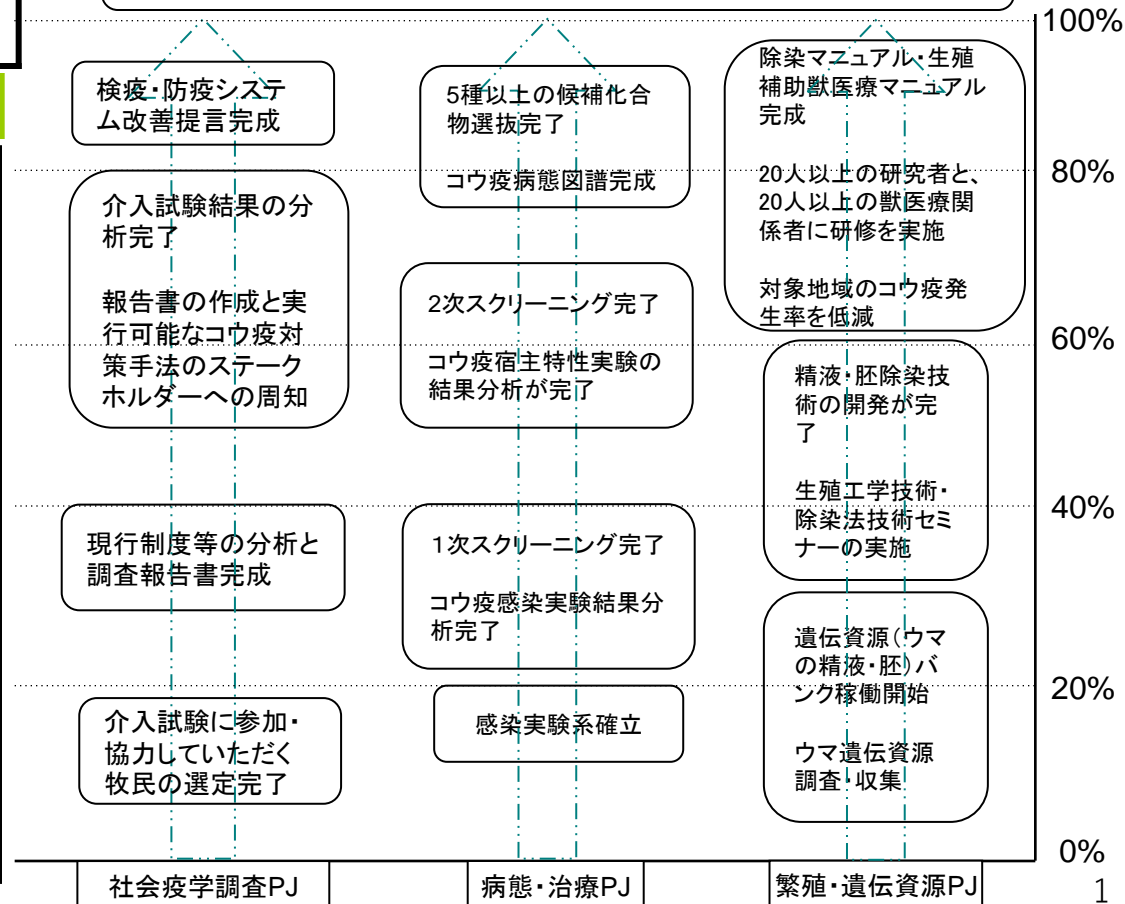 100%
検疫・防疫システ
ム改善提言完成
介入試験結果の分
析完了
報告書の作成と実
行可能なコウ疫対
策手法のステーク
ホルダーへの周知
現行制度等の分析と
調査報告書完成
介入試験に参加・
協力していただく
牧民の選定完了
社会疫学調査PJ
5種以上の候補化合
物選抜完了
コウ疫病態図譜完成
2次スクリーニング完了
コウ疫宿主特性実験の
結果分析が完了
1次スクリーニング完了
コウ疫感染実験結果分
析完了
感染実験系確立
病態・治療PJ
除染マニュアル・生殖
補助獣医療マニュアル
完成
20人以上の研究者と、
20人以上の獣医療関
係者に研修を実施
対象地域のコウ疫発
生率を低減
精液・胚除染技
術の開発が完
了
生殖工学技術・
除染法技術セミ
ナーの実施
遺伝資源(ウマ
の精液・胚)バ
ンク稼働開始
ウマ遺伝資源
調査・収集
繁殖・遺伝資源PJ
80%
60%
40%
20%
0%
1